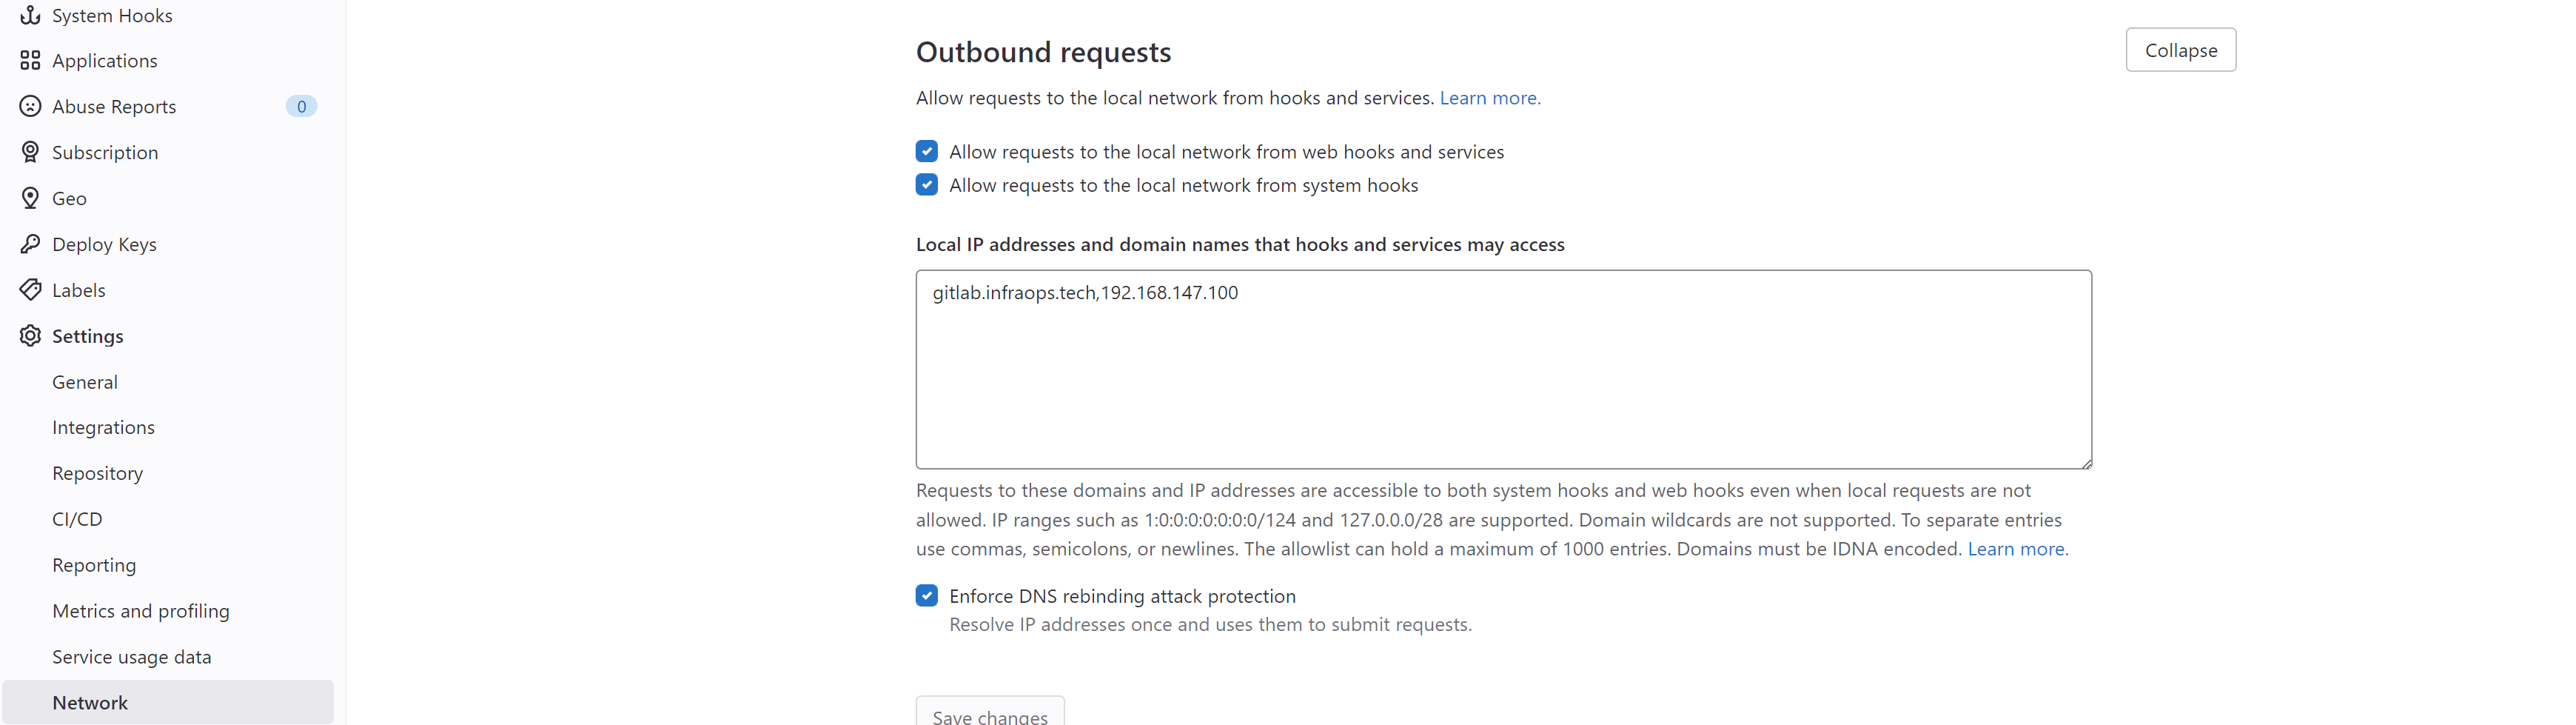 System Hooks
Applications
Abuse Reports 0
Subscription
Geo
Deploy Keys
Labels
Settings
General
Integrations
Repository
CI/CD
Reporting
Metrics and profiling
Service usage data
Network
Outbound requests
Collapse
Allow requests to the local network from hooks and services. Learn more.
Allow requests to the local network from web hooks and services
Allow requests to the local network from system hooks
Local IP addresses and domain names that hooks and services may access
gitlab.infraops.tech,192.168.147.100
Requests to these domains and IP addresses are accessible to both system hooks and web hooks even when local requests are not
allowed. IP ranges such as 1:0:0:0:0:0:0:0/124 and 127.0.0.0/28 are supported. Domain wildcards are not supported. To separate entries
use commas, semicolons, or newlines. The allowlist can hold a maximum of 1000 entries. Domains must be IDNA encoded. Learn more.
Enforce DNS rebinding attack protection
Resolve IP addresses once and uses them to submit requests.
Save changes